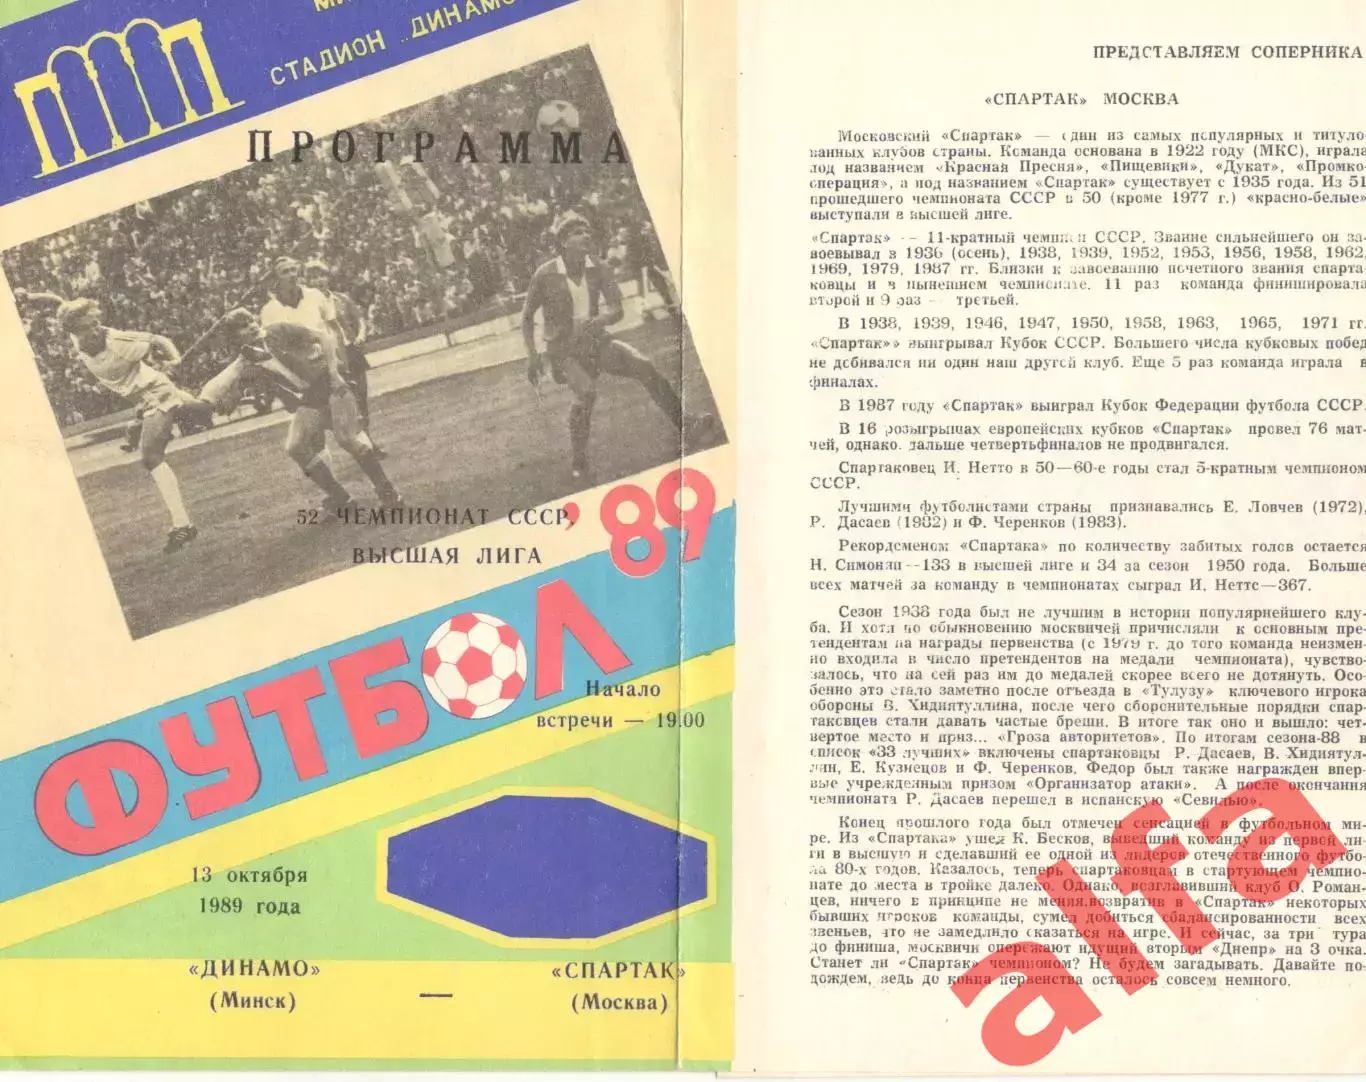 СТАДИОН „ДИНАМО
ПРОГРАММА
52 ЧЕМПИОНАТ СССР,
ВЫСШАЯ ЛИГА
'89
ФУТБОЛ
Начало
встречи — 19.00
13 октября
1989 года
«ДИНАМО»
(Минск)
—
«СПАРТАК»
(Москва)
ПРЕДСТАВЛЯЕМ СОПЕРНИКА
«СПАРТАК» МОСКВА
Московский «Спартак» — один из самых популярных и титуло-
ванных клубов страны. Команда основана в 1922 году (МКС), играла
под названием «Красная Пресня», «Пищевики», «Дукат», «Промко-
операция», а под названием «Спартак» существует с 1935 года. Из 51
прошедшего чемпионата СССР в 50 (кроме 1977 г.) «красно-белые»
выступали в высшей лиге.
«Спартак» — 11-кратный чемпион СССР. Звание сильнейшего он за-
воевывал в 1936 (осень), 1938, 1939, 1952, 1953, 1956, 1958, 1962,
1969, 1979, 1987 гг. Близки к завоеванию почетного звания спарта-
ковцы и в нынешнем чемпионате. 11 раз команда финишировала
второй и 9 раз — третьей.
В 1938, 1939, 1946, 1947, 1950, 1958, 1963, 1965, 1971 гг.
«Спартак» выигрывал Кубок СССР. Большего числа кубковых побед
не добивался ни один наш другой клуб. Еще 5 раз команда играла в
финалах.
В 1987 году «Спартак» выиграл Кубок Федерации футбола СССР.
В 16 розыгрышах европейских кубков «Спартак» провел 76 мат-
чей, однако, дальше четвертьфиналов не продвигался.
Спартаковец И. Нетто в 50—60-е годы стал 5-кратным чемпионом
СССР.
Лучшими футболистами страны признавались Е. Ловчев (1972),
Р. Дасаев (1982) и Ф. Черенков (1983).
Рекордсменом «Спартака» по количеству забитых голов остается
Н. Симонян—133 в высшей лиге и 34 за сезон 1950 года. Больше
всех матчей за команду в чемпионатах сыграл И. Нетто—367.
Сезон 1938 года был не лучшим в истории популярнейшего клу-
ба. И хотя по обыкновению москвичей причисляли к основным пре-
тендентам на награды первенства (с 1979 г. до того команда неизмен-
но входила в число претендентов на медали чемпионата), чувство-
валось, что на сей раз им до медалей скорее всего не дотянуть. Осо-
бенно это стало заметно после отъезда в «Тулузу» ключевого игрока
обороны В. Хидиятуллина, после чего оборонительные порядки спар-
таковцев стали давать частые бреши. В итоге так оно и вышло: чет-
вертое место и приз... «Гроза авторитетов». По итогам сезона-88 в
список «33 лучших» включены спартаковцы Р. Дасаев, В. Хидиятул-
лин, Е. Кузнецов и Ф. Черенков. Федор был также награжден впер-
вые учрежденным призом «Организатор атаки». А после окончания
чемпионата Р. Дасаев перешел в испанскую «Севилью».
Конец прошлого года был отмечен сенсацией в футбольном ми-
ре. Из «Спартака» ушел К. Бесков, выведший команду из первой ли-
ги в высшую и сделавший ее одной из лидеров отечественного футбо-
ла 80-х годов. Казалось, теперь спартаковцам в стартующем чемпио-
нате до места в тройке далеко. Однако, возглавивший клуб О. Роман-
цев, ничего в принципе не меняя, возвратив в «Спартак» некоторых
бывших игроков команды, сумел добиться сбалансированности всех
звеньев, что не замедлило сказаться на игре. И сейчас, за три тура
до финиша, москвичи опережают идущий вторым «Днепр» на 3 очка.
Станет ли «Спартак» чемпионом? Не будем загадывать. Давайте по-
дождем, ведь до конца первенства осталось совсем немного.
alfa